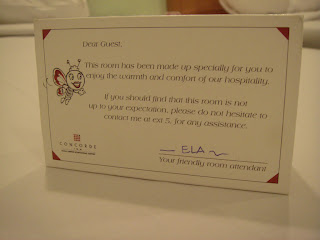 Dear Guest,
This room has been made up specially for you to
enjoy the warmth and comfort of our hospitality.
If you should find that this room is not
up to your expectation, please do not hesitate to
contact me at ext 5, for any assistance.
ELA
CONCORDE
INN
Your friendly room attendant